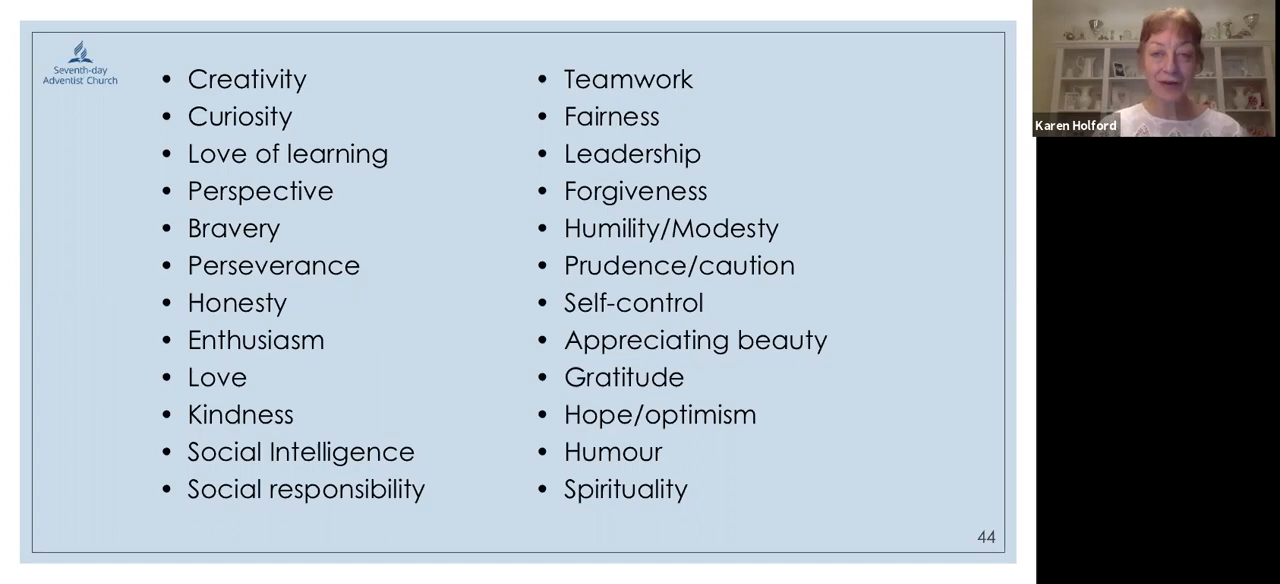 Seventh-day
Adventist Church
• Creativity
• Curiosity
• Love of learning
• Perspective
• Bravery
• Perseverance
• Honesty
• Enthusiasm
• Love
• Kindness
• Social Intelligence
• Social responsibility
• Teamwork
• Fairness
• Leadership
• Forgiveness
• Humility/Modesty
• Prudence/caution
• Self-control
• Appreciating beauty
• Gratitude
• Hope/optimism
• Humour
• Spirituality
44
Karen Holford